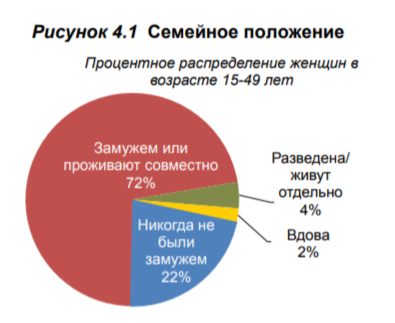 Рисунок 4.1 Семейное положение
Процентное распределение женщин в
возрасте 15-49 лет
Замужем или
проживают совместно
72%
Разведена/
живут
отдельно
4%
Вдова
2%
Никогда не
были
замужем
22%